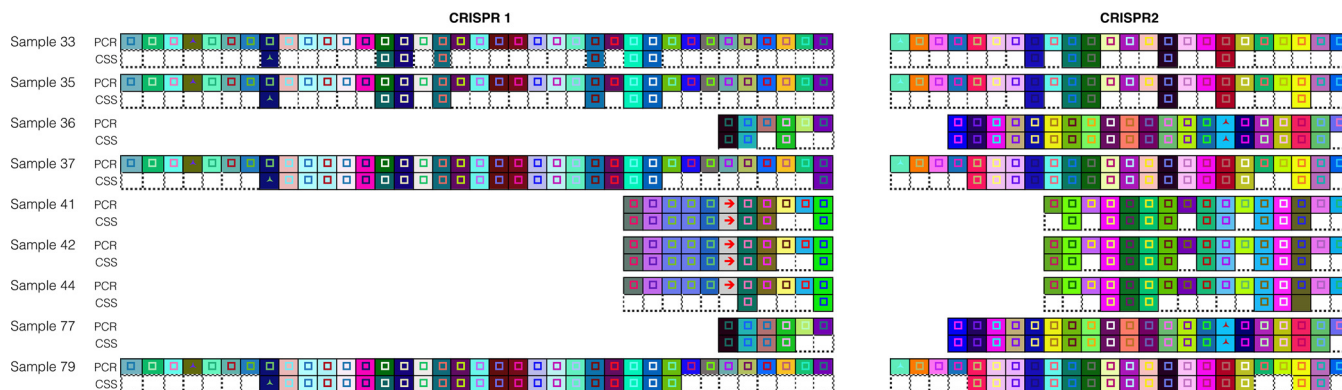 CRISPR 1 CRISPR2
Sample 33 PCR
CSS
Sample 35 PCR
CSS
Sample 36 PCR
CSS
Sample 37 PCR
CSS
Sample 41 PCR
CSS
Sample 42 PCR
CSS
Sample 44 PCR
CSS
Sample 77 PCR
CSS
Sample 79 PCR
CSS